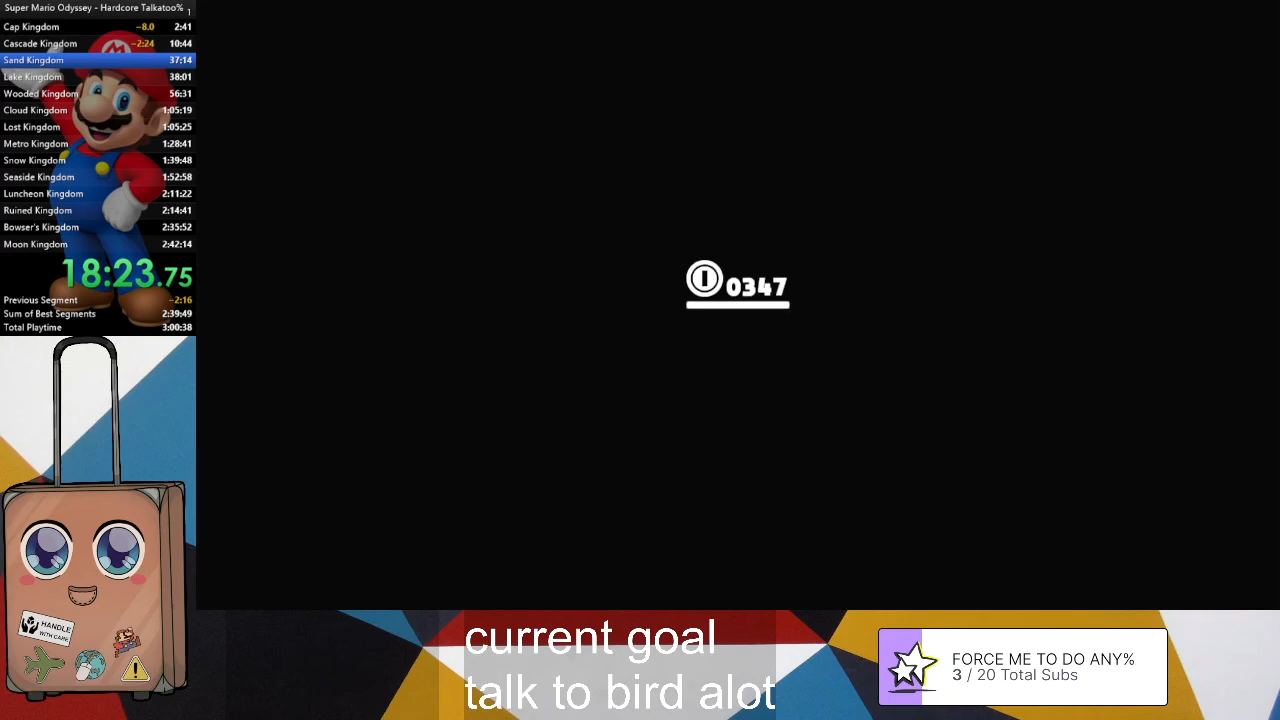 Super Mario Odyssey - Hardcore Talkatoo%
1
Cap Kingdom -8.0 2:41
Cascade Kingdom -2:24 10:44
Sand Kingdom 37:14
Lake Kingdom 38:01
Wooded Kingdom 56:31
Cloud Kingdom 1:05:19
Lost Kingdom 1:05:25
Metro Kingdom 1:28:41
Snow Kingdom 1:39:48
Seaside Kingdom 1:52:58
Luncheon Kingdom 2:11:22
Ruined Kingdom 2:14:41
Bowser's Kingdom 2:35:52
Moon Kingdom 2:42:14
18:23.75
Previous Segment -2:16
Sum of Best Segments 2:39:49
Total Playtime 3:00:38
0347
HANDLE
WITH CARE
current goal
talk to bird alot
FORCE ME TO DO ANY%
3 / 20 Total Subs